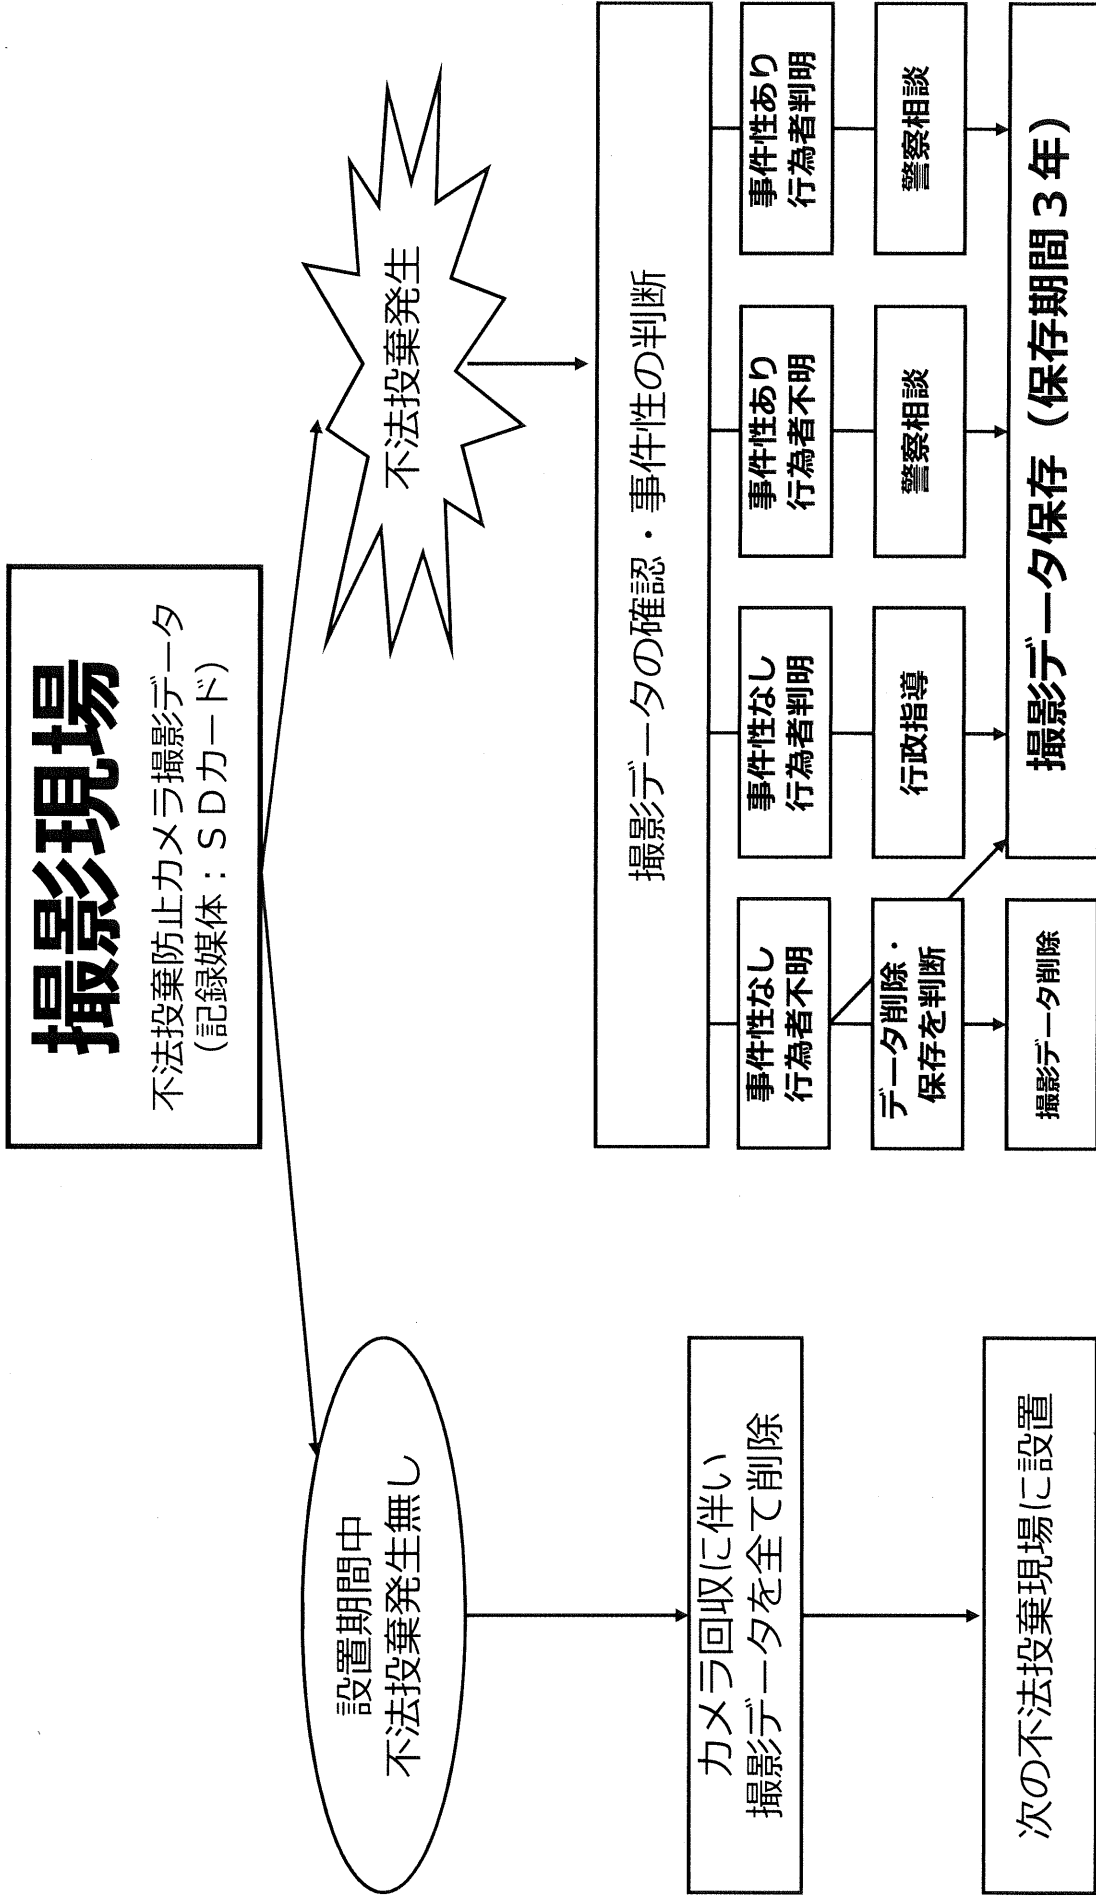 撮影現場
不法投棄防止カメラ撮影データ
（記録媒体：ＳＤカード）
設置期間中
不法投棄発生無し
カメラ回収に伴い
撮影データを全て削除
次の不法投棄現場に設置
不法投棄発生
撮影データの確認・事件性の判断
事件性なし
行為者不明
事件性なし
行為者判明
事件性あり
行為者不明
事件性あり
行為者判明
データ削除・
保存を判断
行政指導
警察相談
警察相談
撮影データ削除
撮影データ保存（保存期間３年）